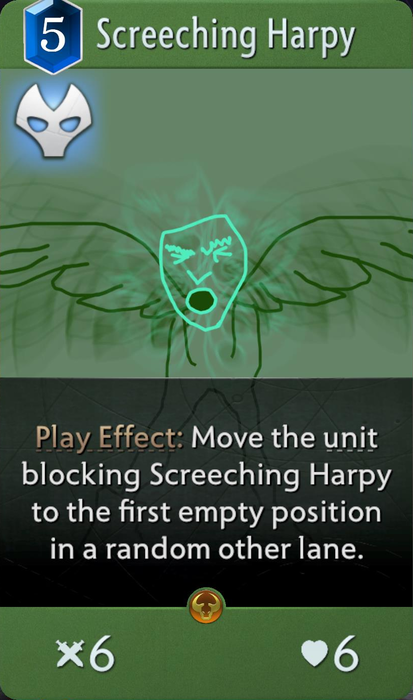 5 Screeching Harpy
Play Effect: Move the unit
blocking Screeching Harpy
to the first empty position
in a random other lane.
6 6